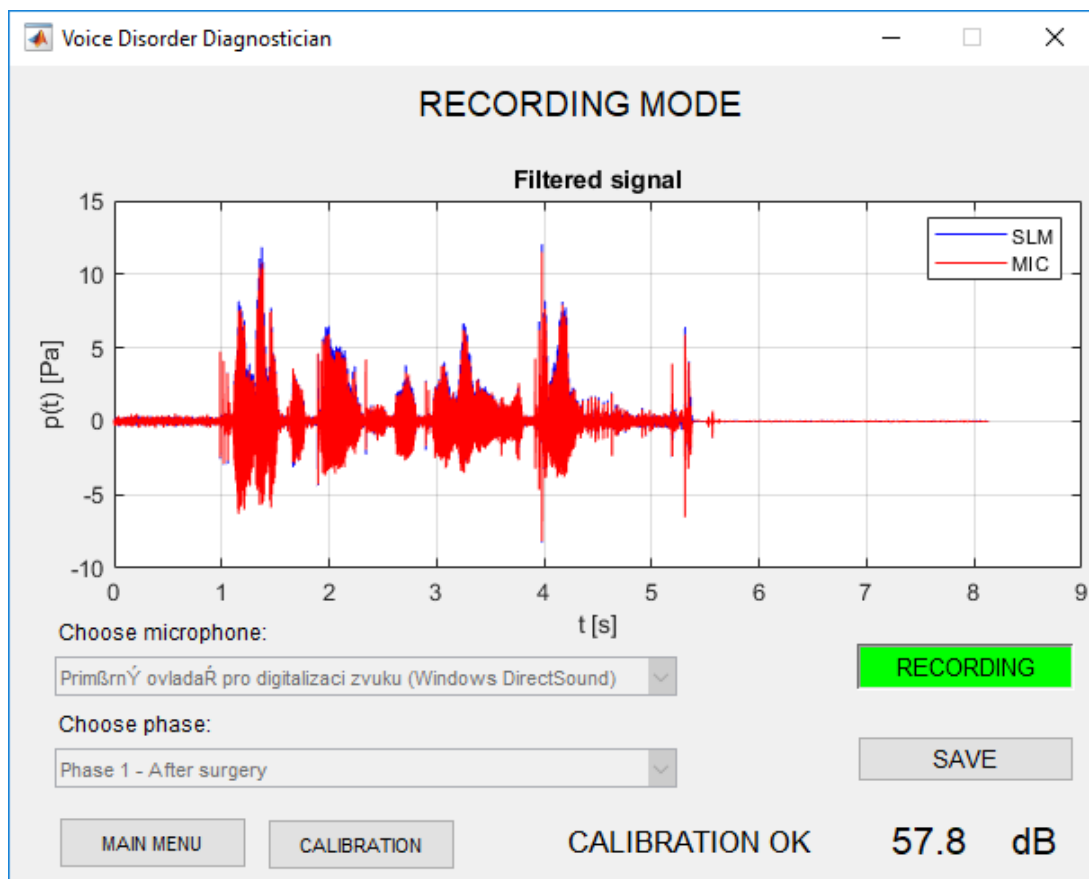 Voice Disorder Diagnostician
RECORDING MODE
Filtered signal
15
10
5
0
-5
-10
p(t) [Pa]
SLM
MIC
0 1 2 3 4 5 6 7 8 9
t [s]
Choose microphone:
PrimßrnÝ ovladaŘ pro digitalizaci zvuku (Windows DirectSound)
RECORDING
Choose phase:
Phase 1 - After surgery
SAVE
MAIN MENU
CALIBRATION
CALIBRATION OK 57.8 dB